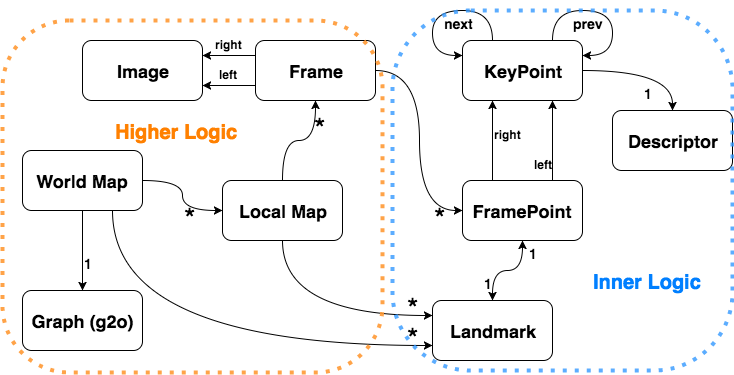 next
prev
right
left
Image
Frame
KeyPoint
1
*
Higher Logic
Descriptor
right
left
World Map
Local Map
*
*
FramePoint
1
1
1
Inner Logic
Graph (g2o)
*
*
Landmark